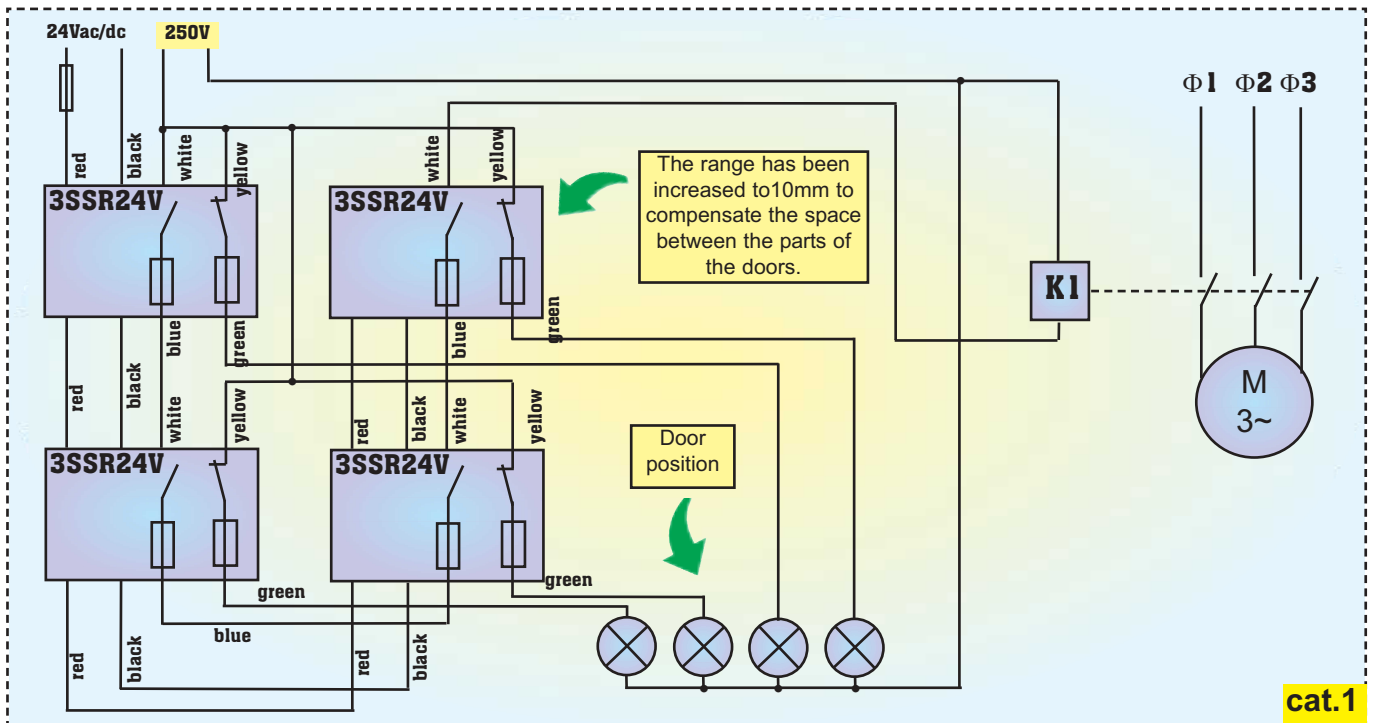 24Vac/dc
250V
Φ1
Φ2
Φ3
red
black
white
yellow
white
yellow
3SSR24V
3SSR24V
The range has been
increased to10mm to
compensate the space
between the parts of
the doors.
K1
blue
green
blue
green
M
3~
red
black
white
yellow
red
black
white
yellow
Door
position
3SSR24V
3SSR24V
green
green
blue
red
black
red
black
cat.1